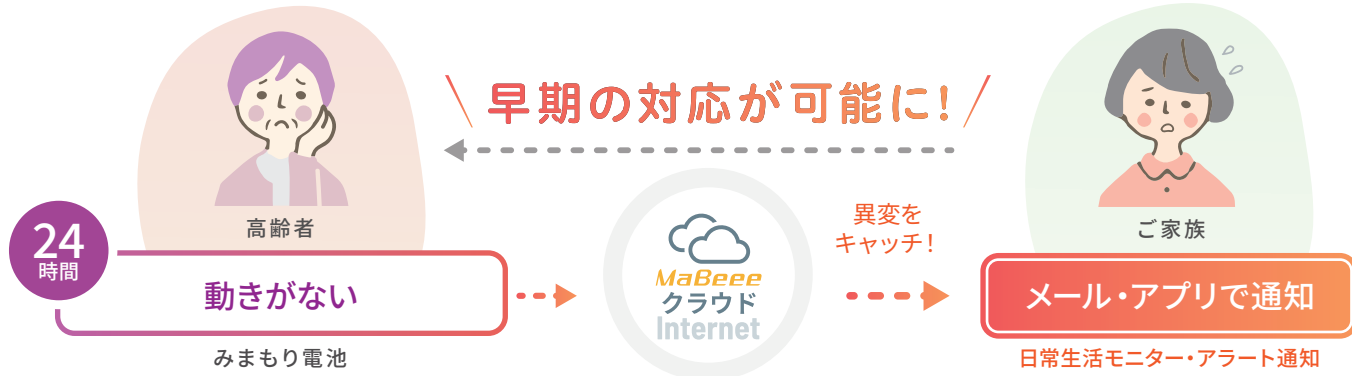 早期の対応が可能に!
高齢者
24
時間
動きがない
みまもり電池
MaBeee
クラウド
Internet
異変を
キャッチ!
ご家族
メール・アプリで通知
日常生活モニター・アラート通知